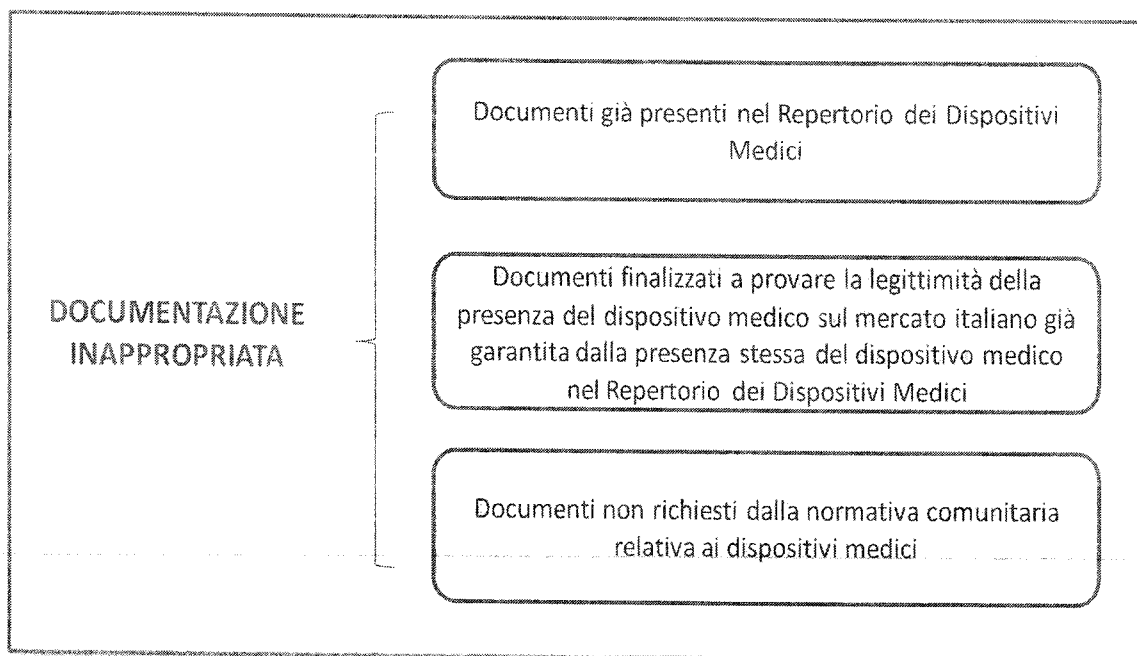 DOCUMENTAZIONE
INAPPROPRIATA
Documenti già presenti nel Repertorio dei Dispositivi
Medici
Documenti finalizzati a provare la legittimità della
presenza del dispositivo medico sul mercato italiano già
garantita dalla presenza stessa del dispositivo medico
nel Repertorio dei Dispositivi Medici
Documenti non richiesti dalla normativa comunitaria
relativa ai dispositivi medici